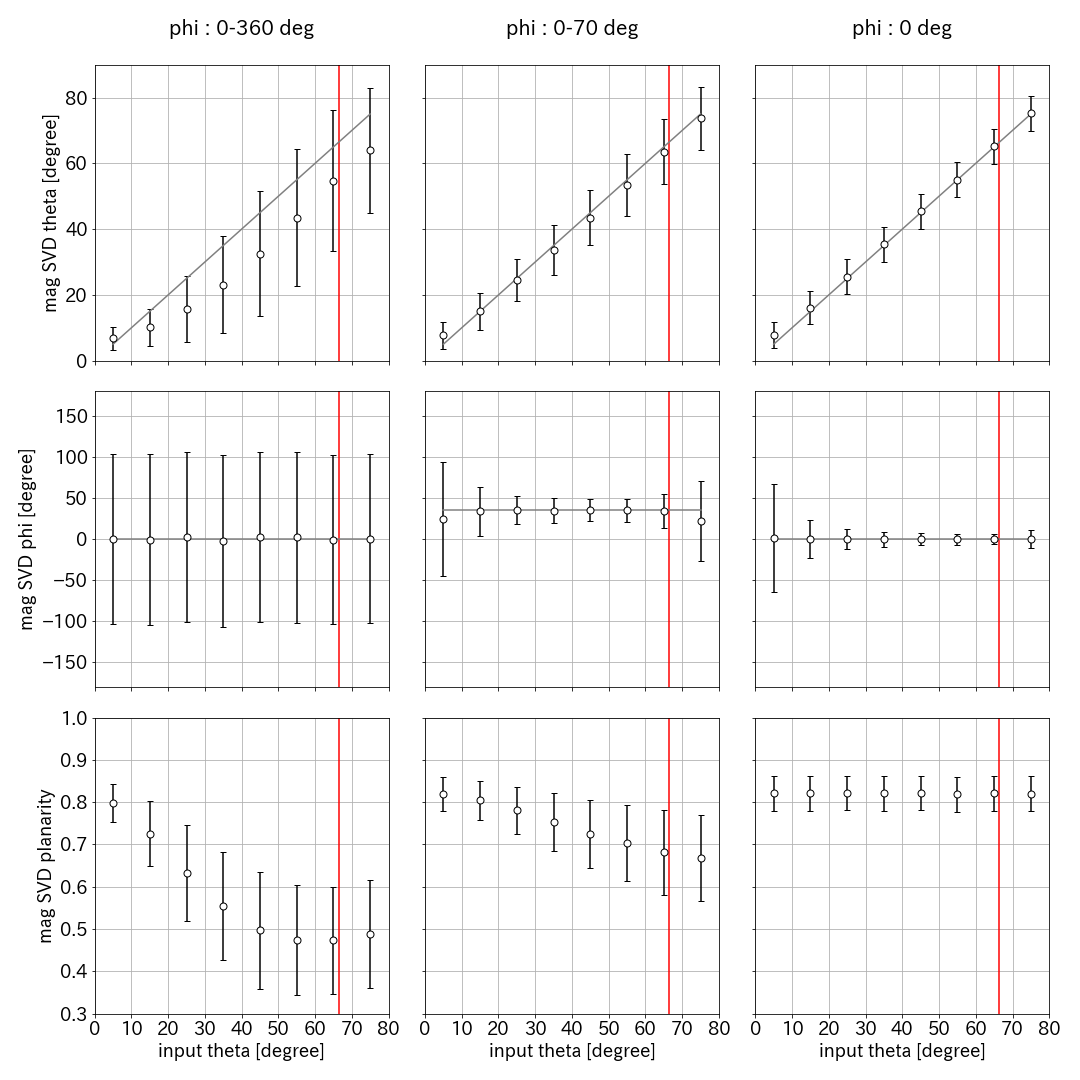 phi : 0-360 deg
phi : 0-70 deg
phi : 0 deg
mag SVD theta [degree]
80
60
40
20
0
mag SVD phi [degree]
150
100
50
0
−50
−100
−150
mag SVD planarity
1.0
0.9
0.8
0.7
0.6
0.5
0.4
0.3
0 10 20 30 40 50 60 70 80
0 10 20 30 40 50 60 70 80
0 10 20 30 40 50 60 70 80
input theta [degree]
input theta [degree]
input theta [degree]